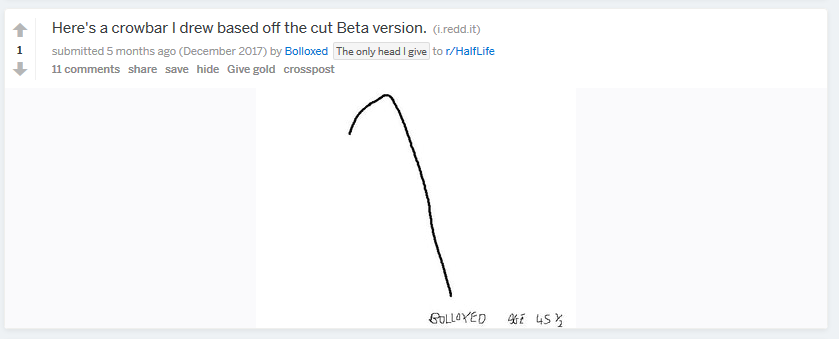 Here's a crowbar I drew based off the cut Beta version. (i.redd.it)
1
submitted 5 months ago (December 2017) by Bolloxed The only head I give to r/HalfLife
11 comments share save hide Give gold crosspost
BOLLOXED AGE 45 ½